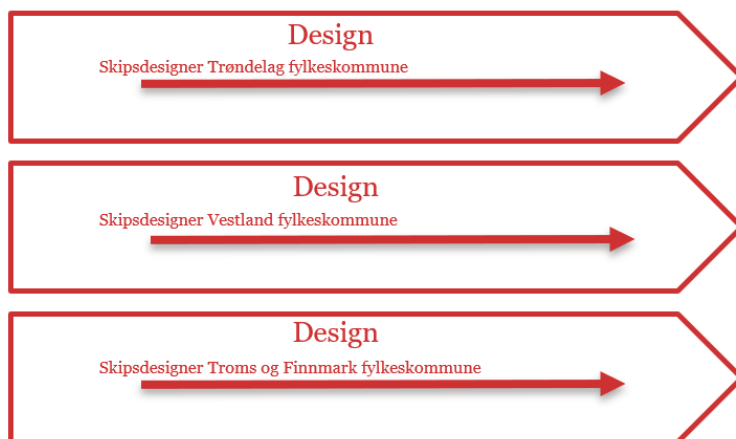 Design
Skipsdesigner Trøndelag fylkeskommune
Design
Skipsdesigner Vestland fylkeskommune
Design
Skipsdesigner Troms og Finnmark fylkeskommune